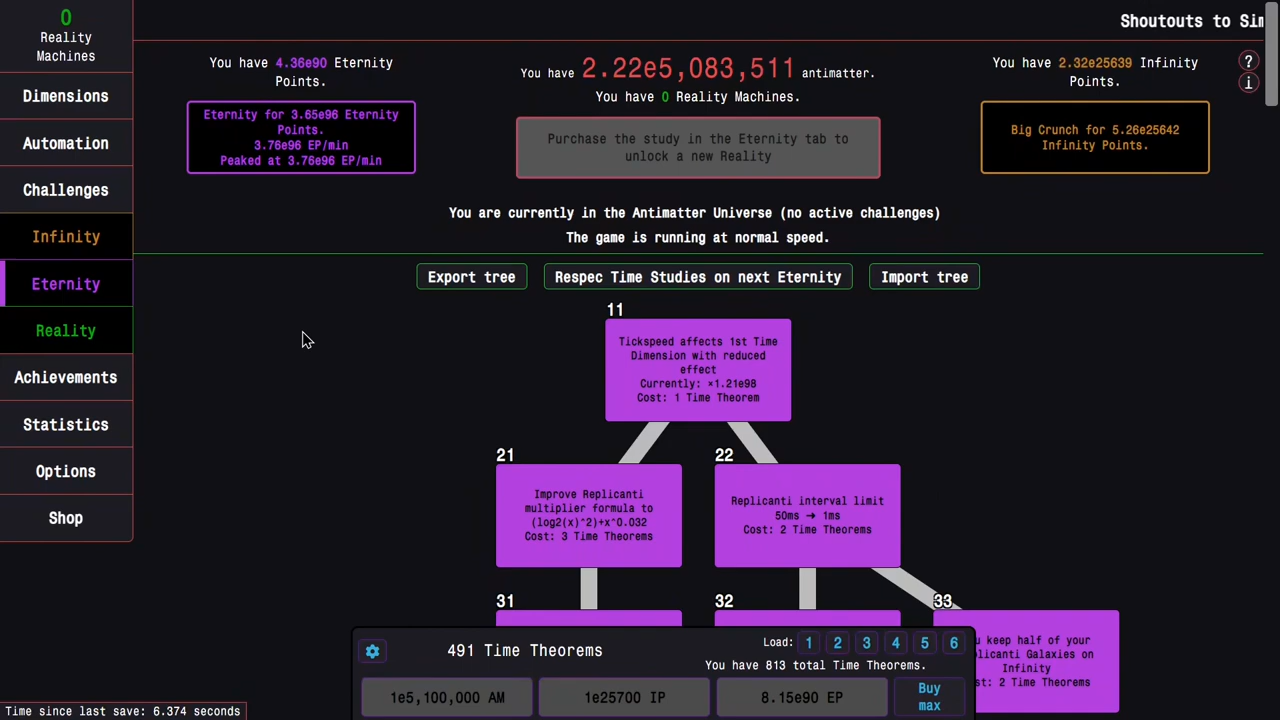 0
Reality
Machines
Dimensions
Automation
Challenges
Infinity
Eternity
Reality
Achievements
Statistics
Options
Shop
Shoutouts to Sim
You have 4.36e90 Eternity
Points.
Eternity for 3.65e96 Eternity
Points.
3.76e96 EP/min
Peaked at 3.76e96 EP/min
You have 2.22e5,083,511 antimatter.
You have 0 Reality Machines.
Purchase the study in the Eternity tab to
unlock a new Reality
You have 2.32e25639 Infinity
Points.
Big Crunch for 5.26e25642
Infinity Points.
?
i
You are currently in the Antimatter Universe (no active challenges)
The game is running at normal speed.
Export tree
Respec Time Studies on next Eternity
Import tree
11
Tickspeed affects 1st Time
Dimension with reduced
effect
Currently: ×1.21e98
Cost: 1 Time Theorem
21
Improve Replicanti
multiplier formula to
(log2(x)^2)+x^0.032
Cost: 3 Time Theorems
22
Replicanti interval limit
50ms ➜ 1ms
Cost: 2 Time Theorems
31
32
33
u keep half of your
plicanti Galaxies on
Infinity
st: 2 Time Theorems
491 Time Theorems
Load: 1 2 3 4 5 6
You have 813 total Time Theorems.
1e5,100,000 AM
1e25700 IP
8.15e90 EP
Buy
max
Time since last save: 6.374 seconds